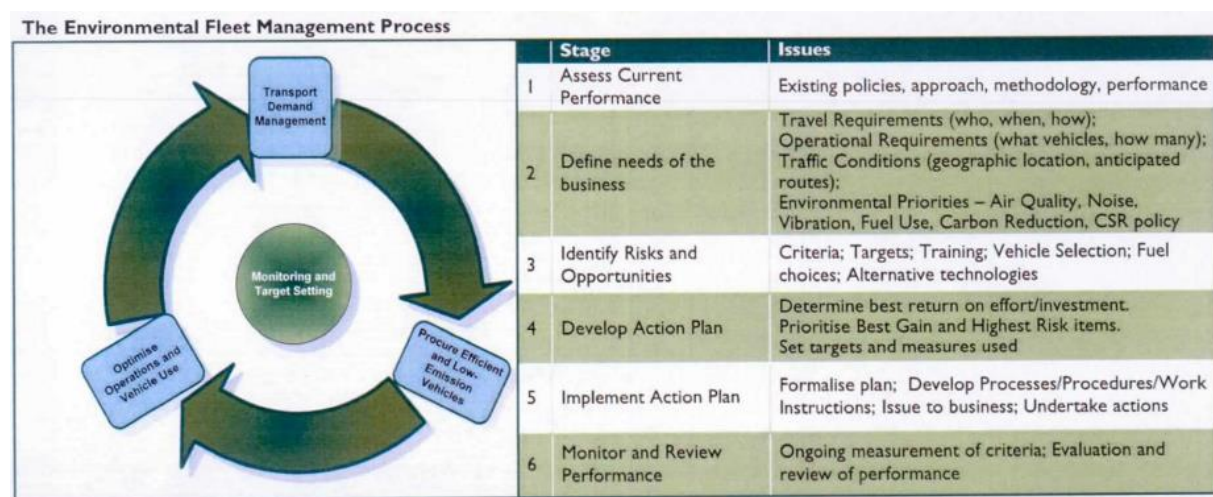 The Environmental Fleet Management Process
Transport
Demand
Management
Monitoring and
Target Setting
Optimise
Operations and
Vehicle Use
Procure Efficient
and Low-
Emission
Vehicles
Stage Issues
1 Assess Current
Performance
Existing policies, approach, methodology, performance
2 Define needs of the
business
Travel Requirements (who, when, how);
Operational Requirements (what vehicles, how many);
Traffic Conditions (geographic location, anticipated
routes);
Environmental Priorities – Air Quality, Noise,
Vibration, Fuel Use, Carbon Reduction, CSR policy
3 Identify Risks and
Opportunities
Criteria; Targets; Training; Vehicle Selection; Fuel
choices; Alternative technologies
4 Develop Action Plan
Determine best return on effort/investment.
Prioritise Best Gain and Highest Risk items.
Set targets and measures used
5 Implement Action Plan
Formalise plan; Develop Processes/Procedures/Work
Instructions; Issue to business; Undertake actions
6 Monitor and Review
Performance
Ongoing measurement of criteria; Evaluation and
review of performance